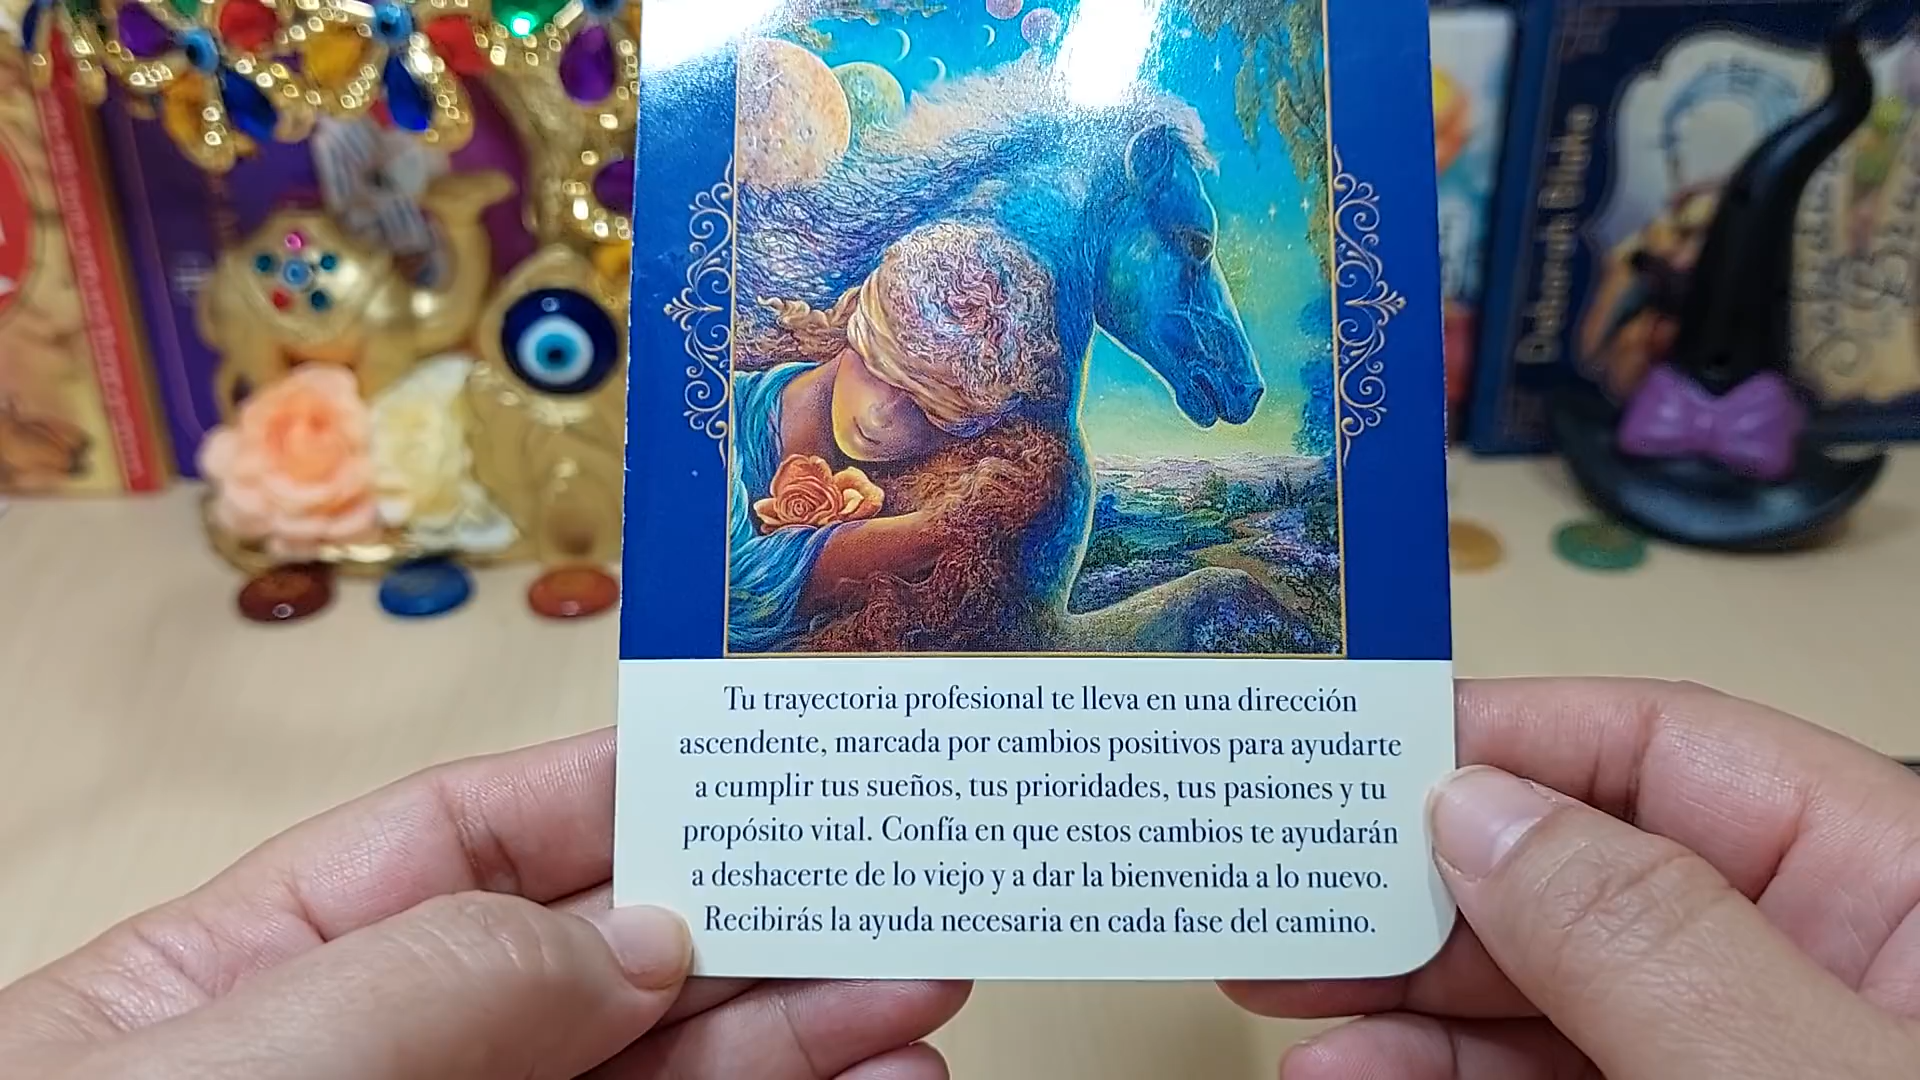 Tu trayectoria profesional te lleva en una dirección
ascendente, marcada por cambios positivos para ayudarte
a cumplir tus sueños, tus prioridades, tus pasiones y tu
propósito vital. Confía en que estos cambios te ayudarán
a deshacerte de lo viejo y a dar la bienvenida a lo nuevo.
Recibirás la ayuda necesaria en cada fase del camino.
Deborah Blake